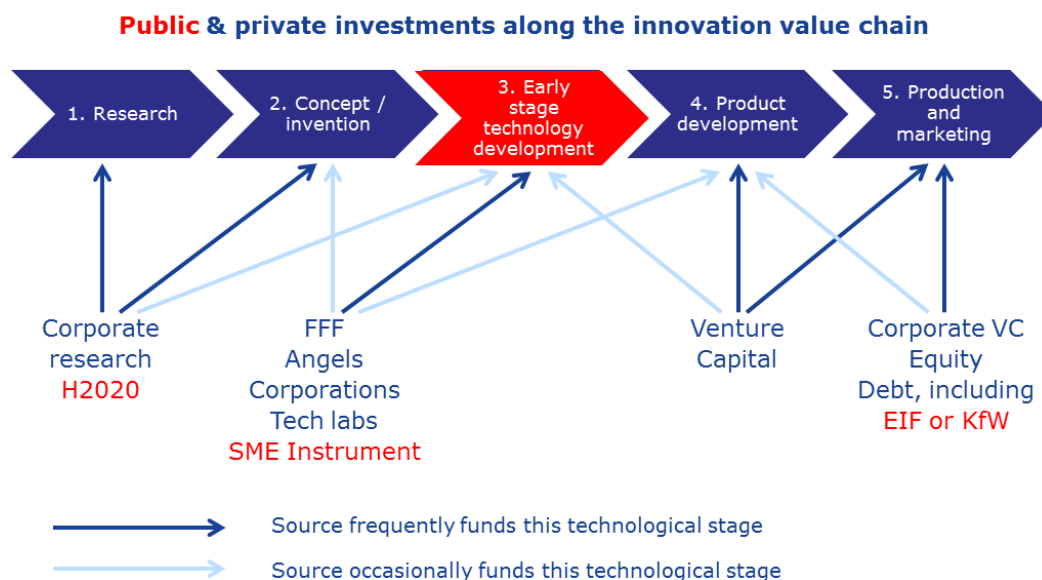 Public & private investments along the innovation value chain
1. Research
2. Concept /
invention
3. Early
stage
technology
development
4. Product
development
5. Production
and
marketing
Corporate
research
H2020
FFF
Angels
Corporations
Tech labs
SME Instrument
Venture
Capital
Corporate VC
Equity
Debt, including
EIF or KfW
Source frequently funds this technological stage
Source occasionally funds this technological stage